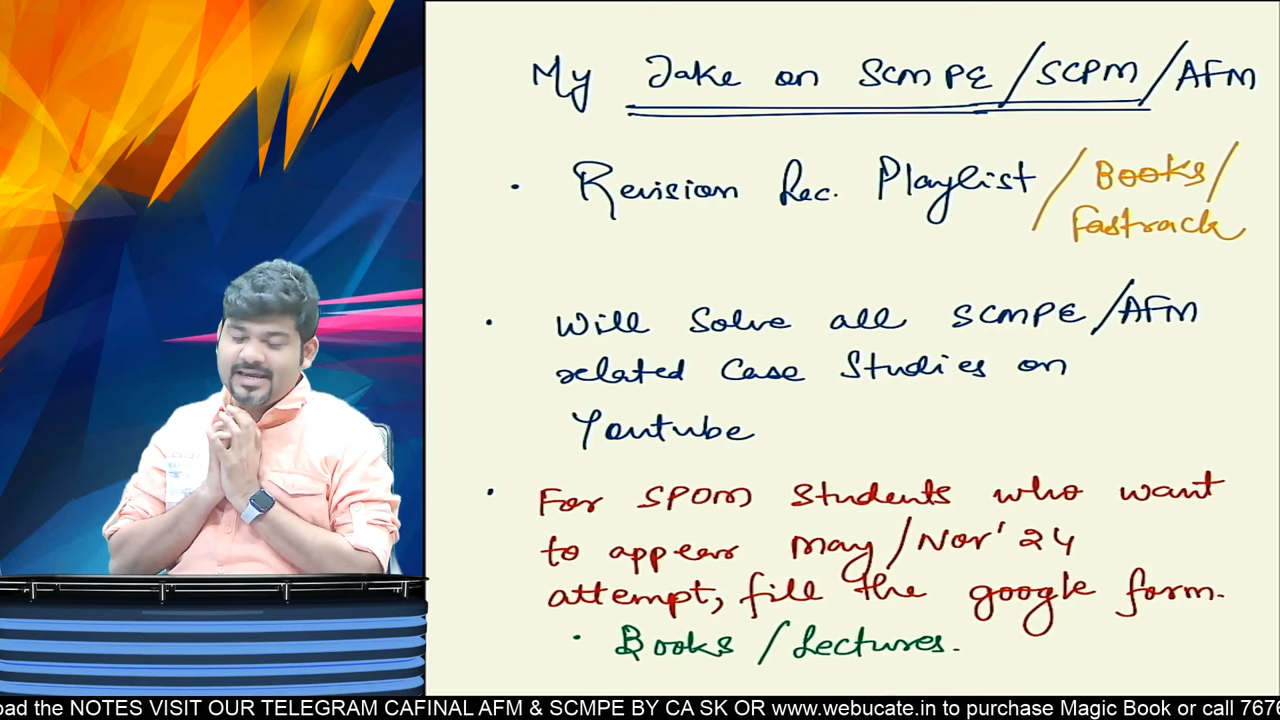 My Take on SCMPE / SCPM / AFM
• Revision Rec. Playlist / Books /
Fastrack
• Will Solve all SCMPE / AFM
related Case Studies on
Youtube
• For SPOM Students who want
to appear May / Nov' 24
attempt, fill the google form.
• Books / Lectures.
oad the NOTES VISIT OUR TELEGRAM CAFINAL AFM & SCMPE BY CA SK OR www.webucate.in to purchase Magic Book or call 7676